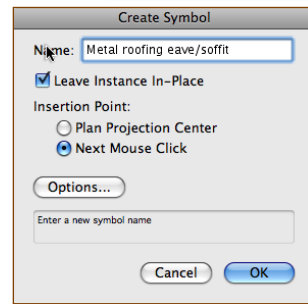 Create Symbol
Name: Metal roofing eave/soffit
Leave Instance In-Place
Insertion Point:
Plan Projection Center
Next Mouse Click
Options...
Enter a new symbol name
Cancel OK